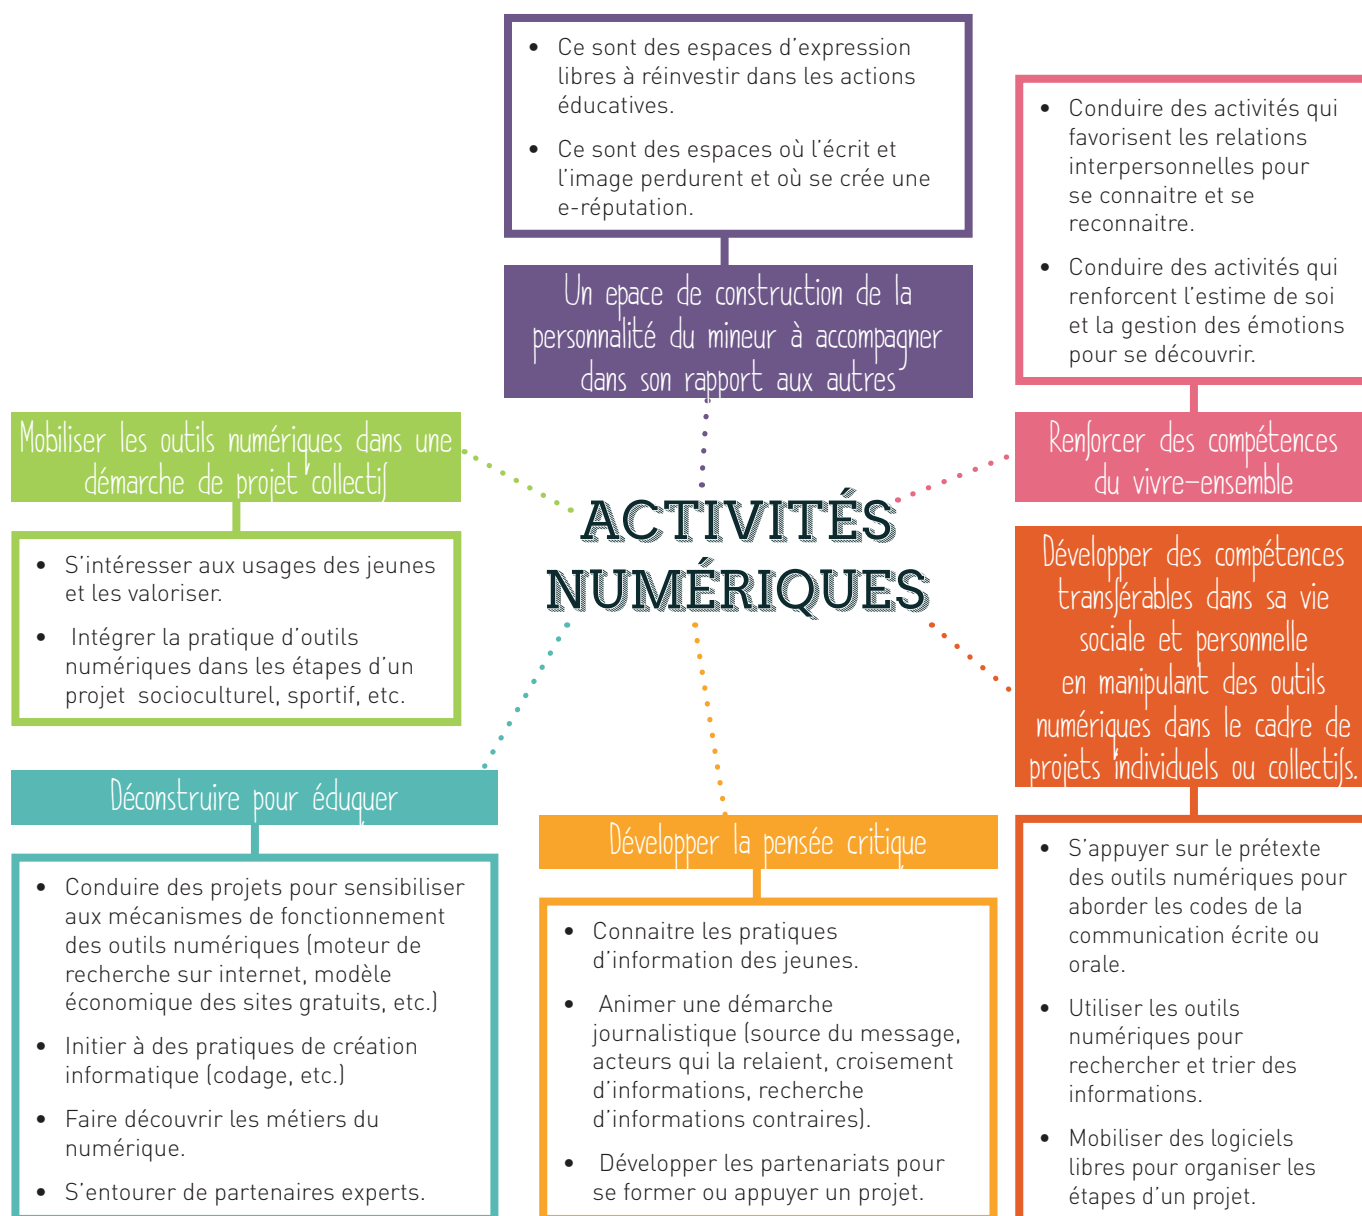 • Ce sont des espaces d'expression
libres à réinvestir dans les actions
éducatives.
• Ce sont des espaces où l'écrit et
l'image perdurent et où se crée une
e-réputation.
Un epace de construction de la
personnalité du mineur à accompagner
dans son rapport aux autres
• Conduire des activités qui
favorisent les relations
interpersonnelles pour
se connaitre et se
reconnaitre.
• Conduire des activités qui
renforcent l'estime de soi
et la gestion des émotions
pour se découvrir.
Renforcer des compétences
du vivre-ensemble
Mobiliser les outils numériques dans une
démarche de projet collectif
• S'intéresser aux usages des jeunes
et les valoriser.
• Intégrer la pratique d'outils
numériques dans les étapes d'un
projet socioculturel, sportif, etc.
ACTIVITÉS
NUMÉRIQUES
Développer des compétences
transférables dans sa vie
sociale et personnelle
en manipulant des outils
numériques dans le cadre de
projets individuels ou collectifs.
• S'appuyer sur le prétexte
des outils numériques pour
aborder les codes de la
communication écrite ou
orale.
• Utiliser les outils
numériques pour
rechercher et trier des
informations.
• Mobiliser des logiciels
libres pour organiser les
étapes d'un projet.
Déconstruire pour éduquer
• Conduire des projets pour sensibiliser
aux mécanismes de fonctionnement
des outils numériques (moteur de
recherche sur internet, modèle
économique des sites gratuits, etc.)
• Initier à des pratiques de création
informatique (codage, etc.)
• Faire découvrir les métiers du
numérique.
• S'entourer de partenaires experts.
Développer la pensée critique
• Connaitre les pratiques
d'information des jeunes.
• Animer une démarche
journalistique (source du message,
acteurs qui la relaient, croisement
d'informations, recherche
d'informations contraires).
• Développer les partenariats pour
se former ou appuyer un projet.